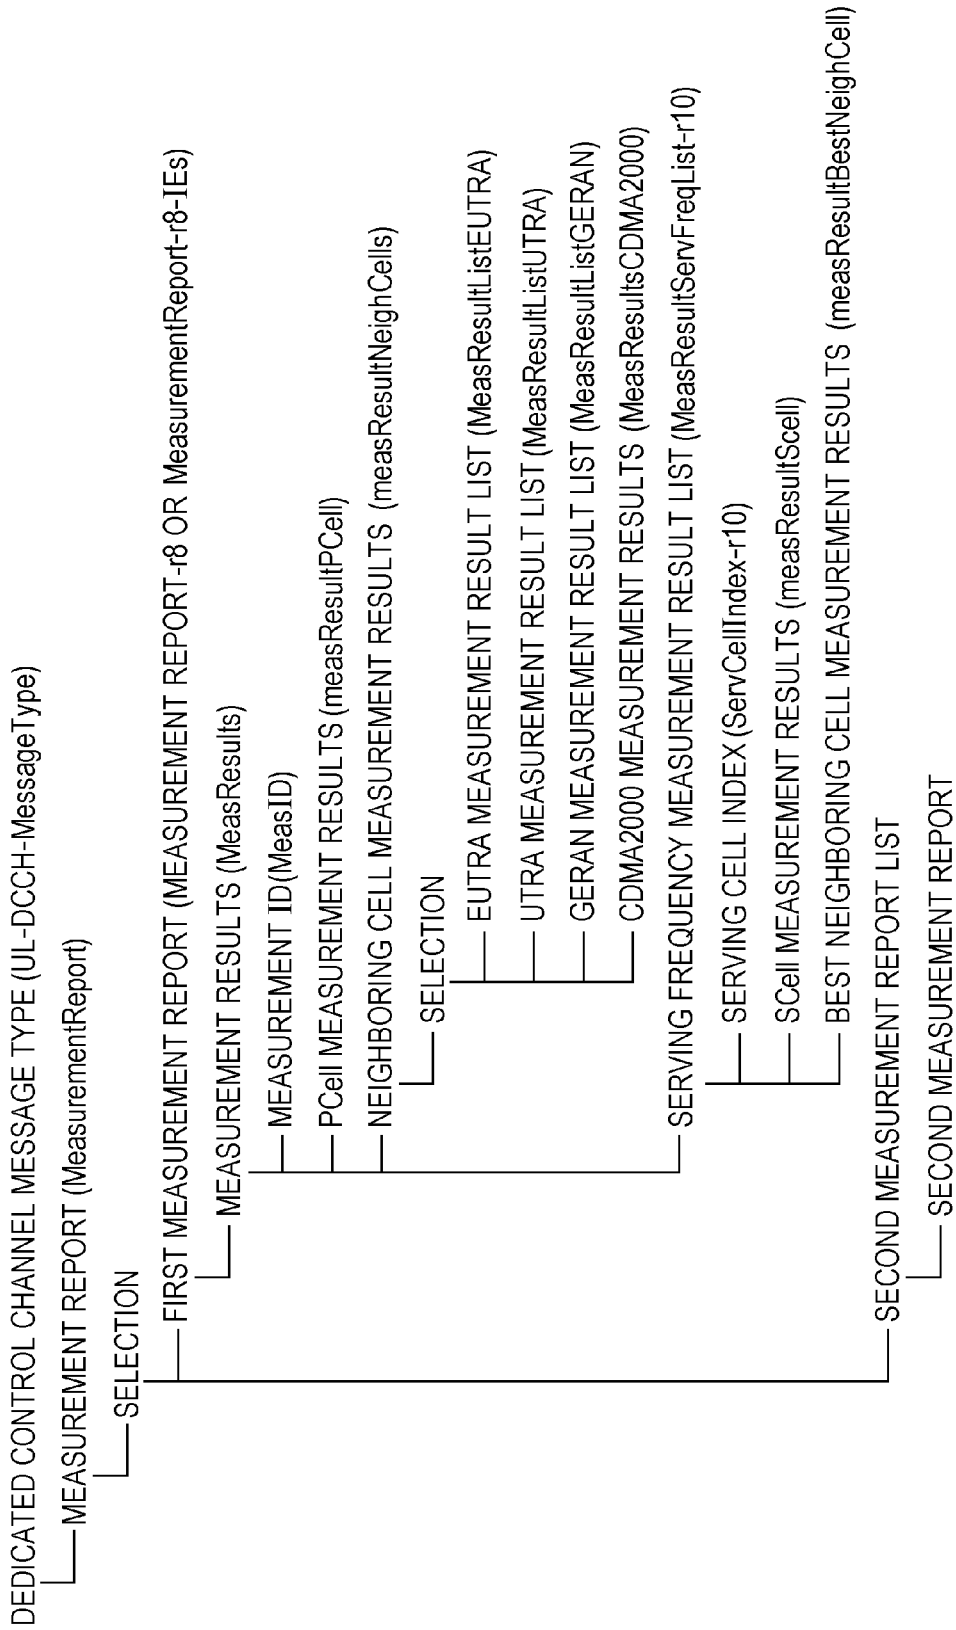 DEDICATED CONTROL CHANNEL MESSAGE TYPE (UL-DCCH-MessageType)
MEASUREMENT REPORT (MeasurementReport)
SELECTION
FIRST MEASUREMENT REPORT (MEASUREMENT REPORT-r8 OR MeasurementReport-r8-IEs)
MEASUREMENT RESULTS (MeasResults)
MEASUREMENT ID (MeasID)
PCell MEASUREMENT RESULTS (measResultPCell)
NEIGHBORING CELL MEASUREMENT RESULTS (measResultNeighCells)
SELECTION
EUTRA MEASUREMENT RESULT LIST (MeasResultListEUTRA)
UTRA MEASUREMENT RESULT LIST (MeasResultListUTRA)
GERAN MEASUREMENT RESULT LIST (MeasResultListGERAN)
CDMA2000 MEASUREMENT RESULTS (MeasResultsCDMA2000)
SERVING FREQUENCY MEASUREMENT RESULT LIST (MeasResultServFreqList-r10)
SERVING CELL INDEX (ServCellIndex-r10)
SCell MEASUREMENT RESULTS (measResultScell)
BEST NEIGHBORING CELL MEASUREMENT RESULTS (measResultBestNeighCell)
SECOND MEASUREMENT REPORT LIST
SECOND MEASUREMENT REPORT